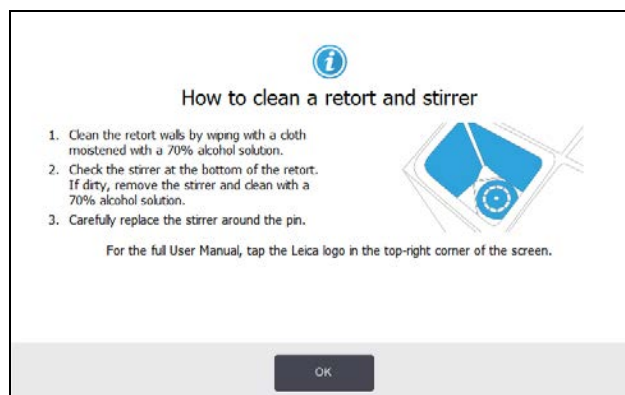 How to clean a retort and stirrer
1. Clean the retort walls by wiping with a cloth
moistened with a 70% alcohol solution.
2. Check the stirrer at the bottom of the retort.
If dirty, remove the stirrer and clean with a
70% alcohol solution.
3. Carefully replace the stirrer around the pin.
For the full User Manual, tap the Leica logo in the top-right corner of the screen.
OK